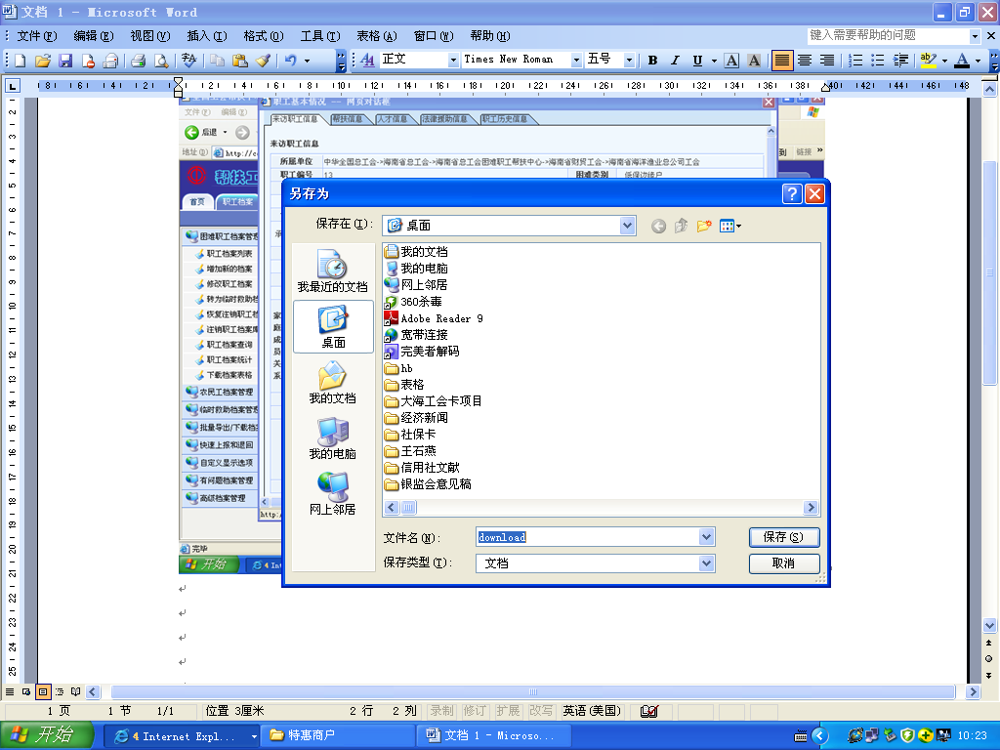 文档 1 - Microsoft Word
文件(F) 编辑(E) 视图(V) 插入(I) 格式(O) 工具(T) 表格(A) 窗口(W) 帮助(H) 键入需要帮助的问题
正文 Times New Roman 五号 B I U A A
职工基本情况 -- 网页对话框
文件(F) 编辑(E)
来访职工信息 帮扶信息 人才信息 法律援助信息 职工历史信息
后退
来访职工信息
地址(D) http://c 到 链接 »
所属单位 中华全国总工会->海南省总工会->海南省总工会困难职工帮扶中心->海南省财贸工会->海南省海洋渔业总公司工会
职工编号 13 困难类别 低保边缘户
帮扶工
首页 职工档案
困难职工档案管理
职工档案列表
增加新的档案
修改职工档案
转为临时救助档
恢复注销职工档
注销职工档案库
职工档案查询
职工档案统计
下载档案表格
农民工档案管理
临时救助档案管理
批量导出/下载档
快速上报和退回
自定义显示选项
有问题档案管理
高级档案管理
承
家
庭
成
员
关
系
http:
完毕
开始 4 Int
另存为
保存在(I): 桌面
我最近的文档
桌面
我的文档
我的电脑
网上邻居
我的文档
我的电脑
网上邻居
360杀毒
Adobe Reader 9
宽带连接
完美者解码
hb
表格
大海工会卡项目
经济新闻
社保卡
王石燕
信用社文献
银监会意见稿
文件名(N): download 保存(S)
保存类型(T): 文档 取消
1 页 1 节 1/1 位置 3厘米 2 行 2 列 录制 修订 扩展 改写 英语(美国)
开始 4 Internet Expl... 特惠商户 文档 1 - Microso... 10:23